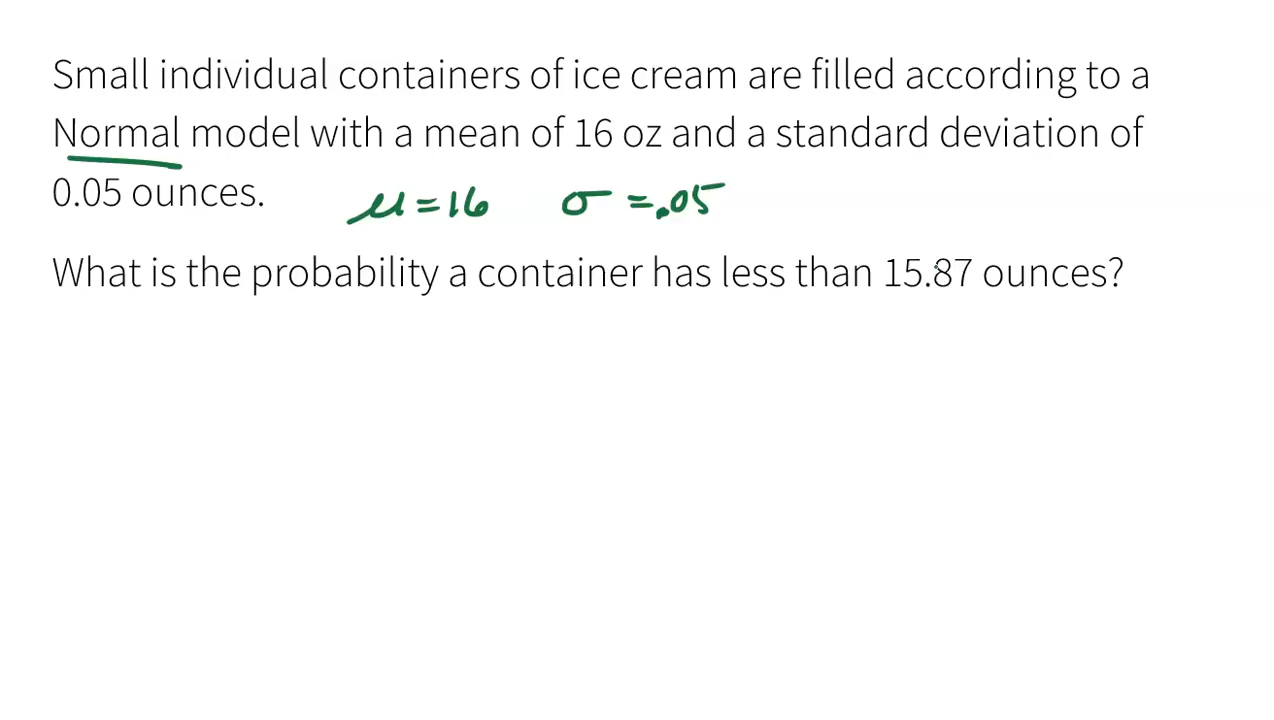 Small individual containers of ice cream are filled according to a
Normal model with a mean of 16 oz and a standard deviation of
0.05 ounces. μ=16 σ=.05
What is the probability a container has less than 15.87 ounces?